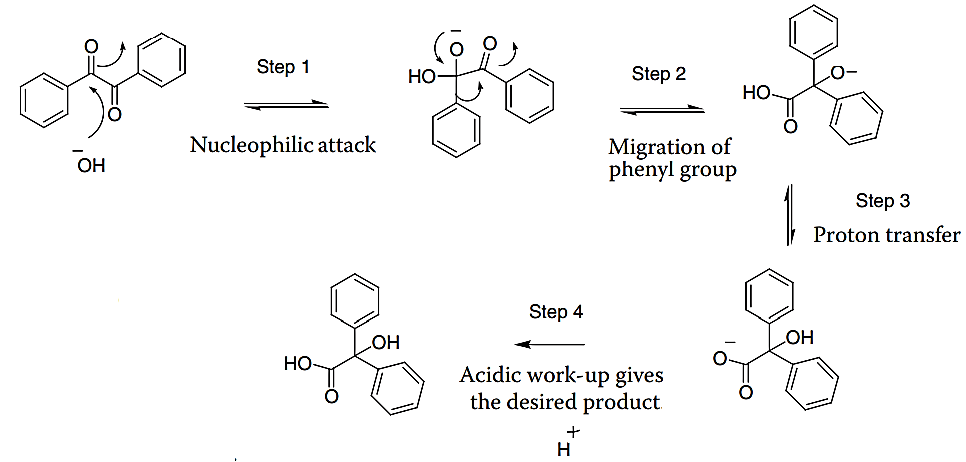 O
O
−
OH
Step 1
Nucleophilic attack
−
O
O
HO
Step 2
Migration of
phenyl group
O−
HO
O
Step 3
Proton transfer
−
O
OH
O
Step 4
Acidic work-up gives
the desired product
H+
OH
HO
O